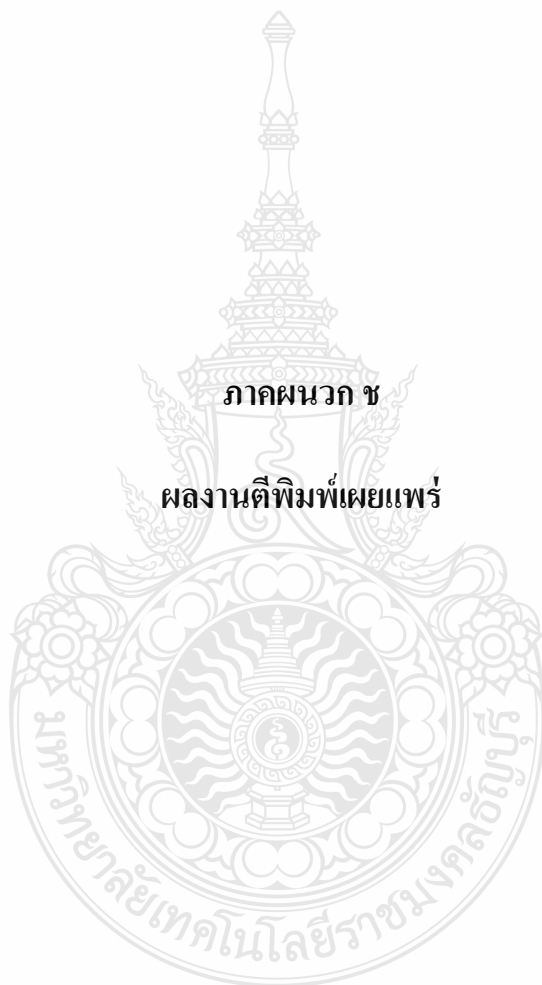 ภาคผนวก ช
ผลงานตีพิมพ์เผยแพร่
มหาวิทยาลัยเทคโนโลยีราชมงคลธัญบุรี